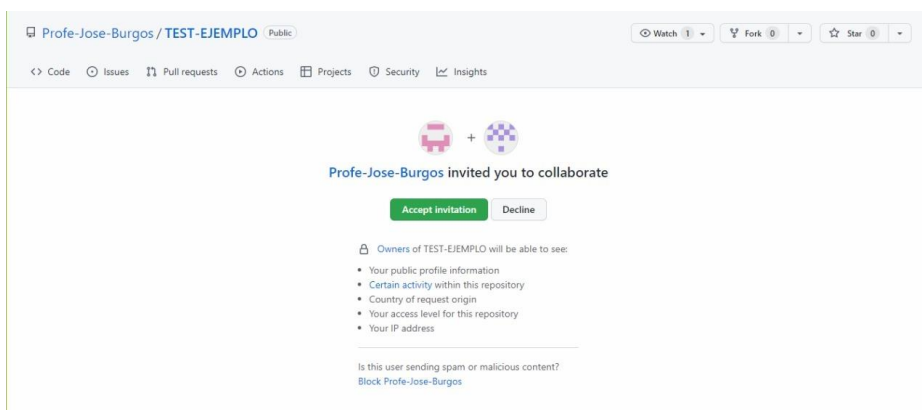 Profe-Jose-Burgos / TEST-EJEMPLO Public
Watch 1 Fork 0 Star 0
<> Code Issues Pull requests Actions Projects Security Insights
+
Profe-Jose-Burgos invited you to collaborate
Accept invitation Decline
Owners of TEST-EJEMPLO will be able to see:
• Your public profile information
• Certain activity within this repository
• Country of request origin
• Your access level for this repository
• Your IP address
Is this user sending spam or malicious content?
Block Profe-Jose-Burgos